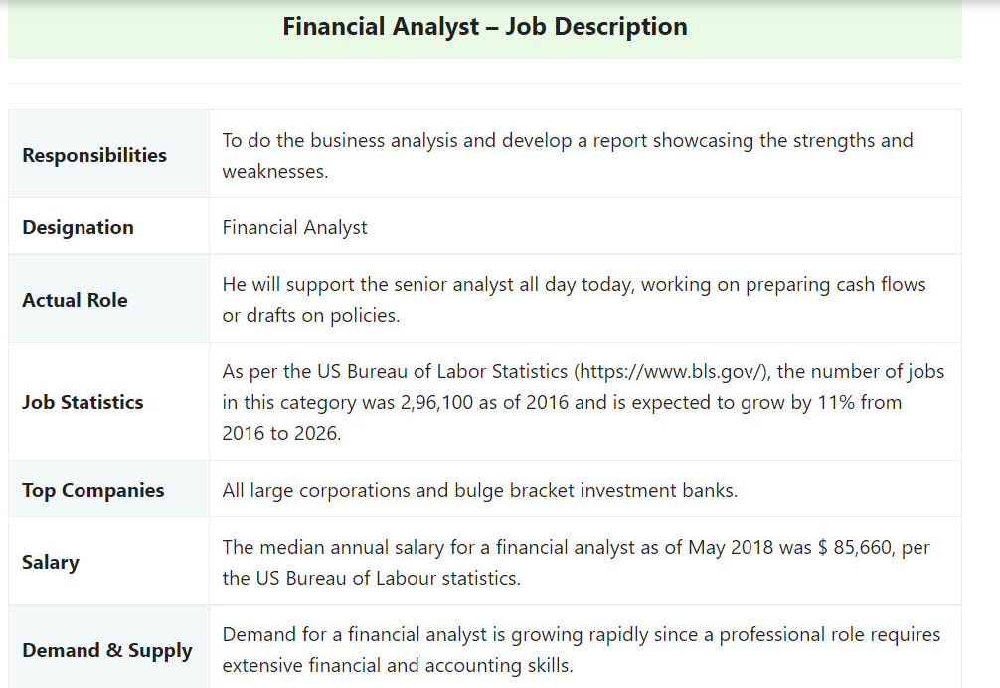 Financial Analyst – Job Description
Responsibilities
To do the business analysis and develop a report showcasing the strengths and
weaknesses.
Designation
Financial Analyst
Actual Role
He will support the senior analyst all day today, working on preparing cash flows
or drafts on policies.
Job Statistics
As per the US Bureau of Labor Statistics (https://www.bls.gov/), the number of jobs
in this category was 2,96,100 as of 2016 and is expected to grow by 11% from
2016 to 2026.
Top Companies
All large corporations and bulge bracket investment banks.
Salary
The median annual salary for a financial analyst as of May 2018 was $ 85,660, per
the US Bureau of Labour statistics.
Demand & Supply
Demand for a financial analyst is growing rapidly since a professional role requires
extensive financial and accounting skills.